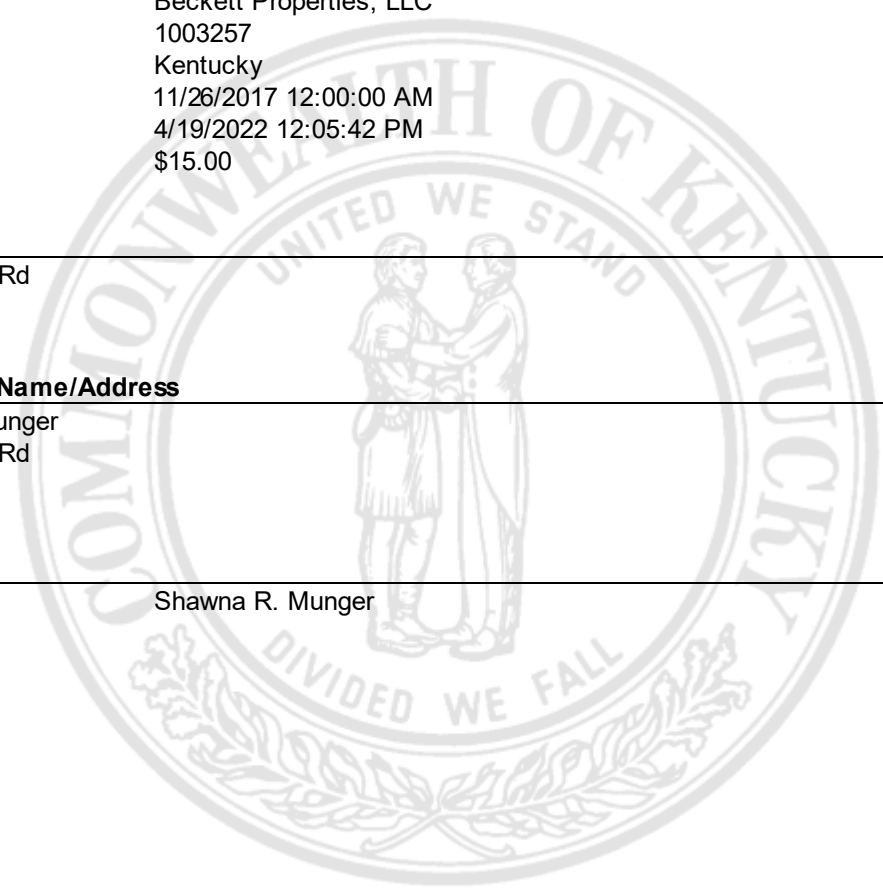 Beckett Properties, LLC
1003257
Kentucky
11/26/2017 12:00:00 AM
4/19/2022 12:05:42 PM
$15.00
COMMONWEALTH OF KENTUCKY
UNITED WE STAND
Rd
Name/Address
unger
Rd
Shawna R. Munger
DIVIDED WE FALL